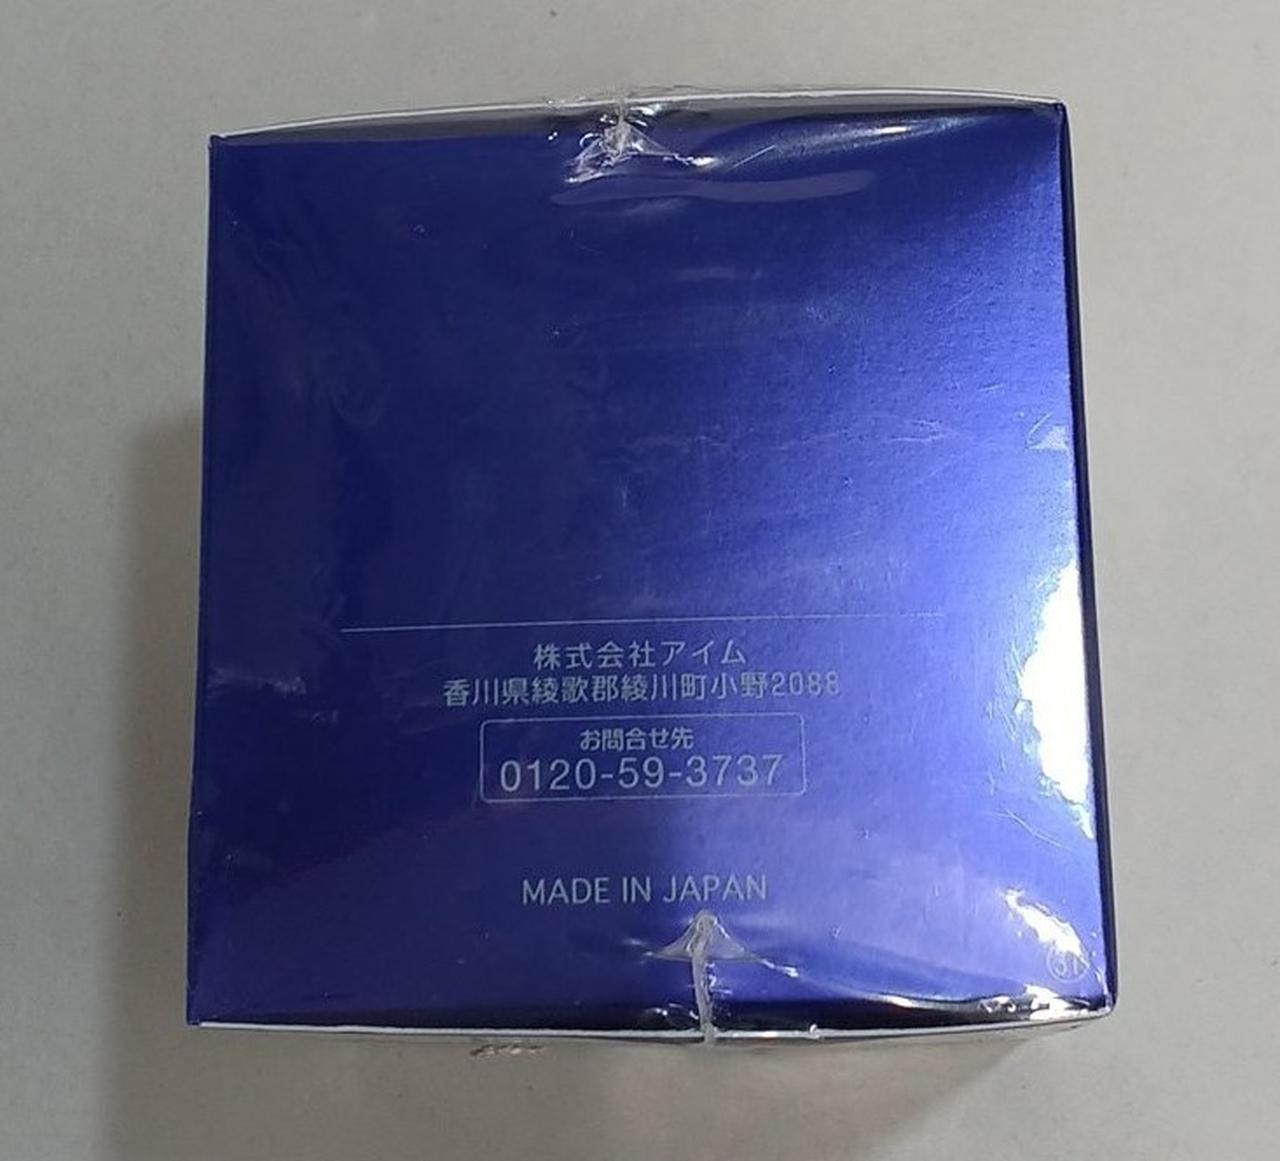 株式会社アイム
香川県綾歌郡綾川町小野2088
お問合せ先
0120-59-3737
MADE IN JAPAN